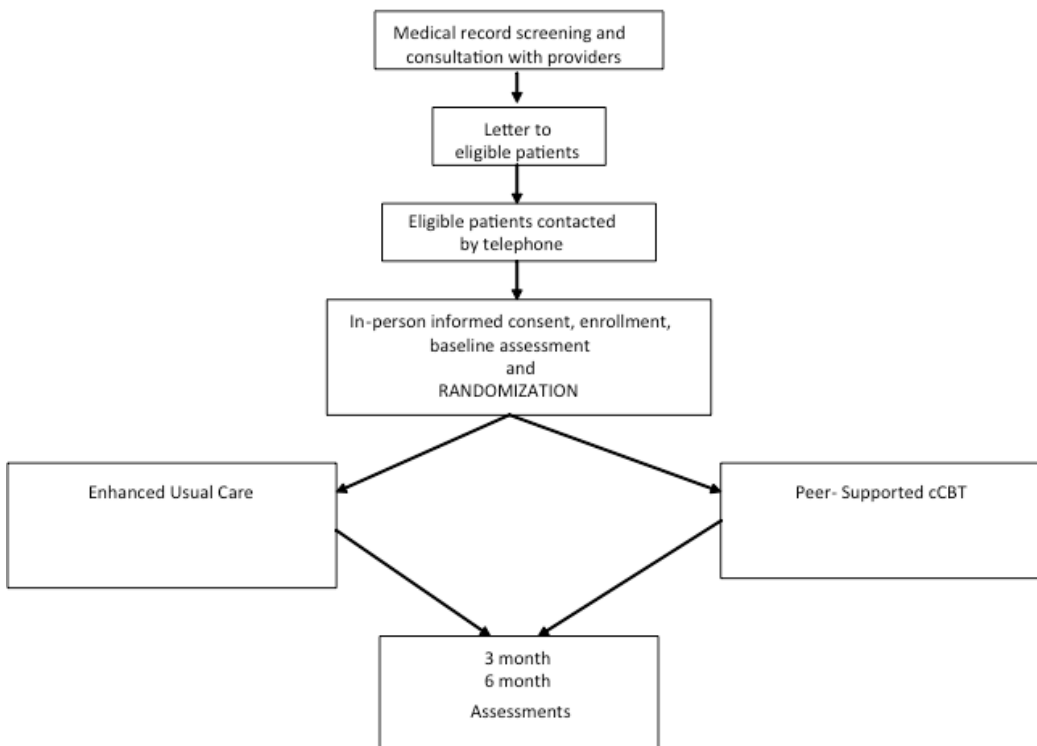 Medical record screening and
consultation with providers
Letter to
eligible patients
Eligible patients contacted
by telephone
In-person informed consent, enrollment,
baseline assessment
and
RANDOMIZATION
Enhanced Usual Care
Peer- Supported cCBT
3 month
6 month
Assessments